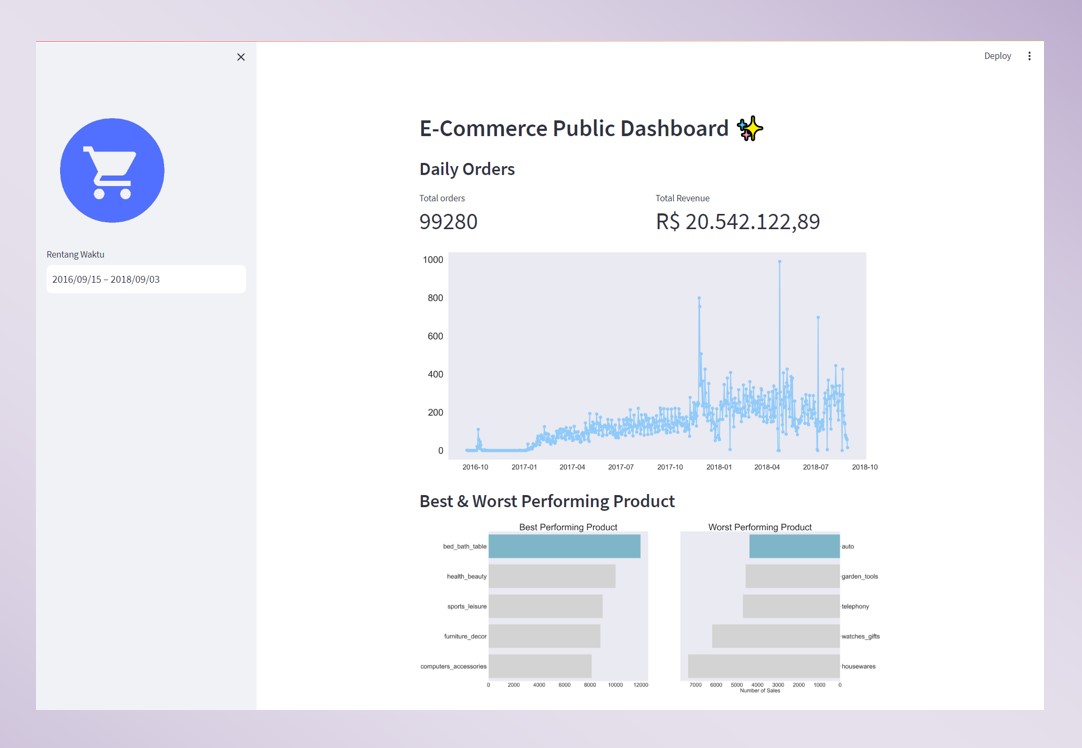 Deploy
Rentang Waktu
2016/09/15 – 2018/09/03
E-Commerce Public Dashboard
Daily Orders
Total orders
99280
Total Revenue
R$ 20.542.122,89
1000
800
600
400
200
0
2016-10 2017-01 2017-04 2017-07 2017-10 2018-01 2018-04 2018-07 2018-10
Best & Worst Performing Product
Best Performing Product
bed_bath_table
health_beauty
sports_leisure
furniture_decor
computers_accessories
0 2000 4000 6000 8000 10000 12000
Worst Performing Product
auto
garden_tools
telephony
watches_gifts
housewares
7000 6000 5000 4000 3000 2000 1000 0
Number of Sales